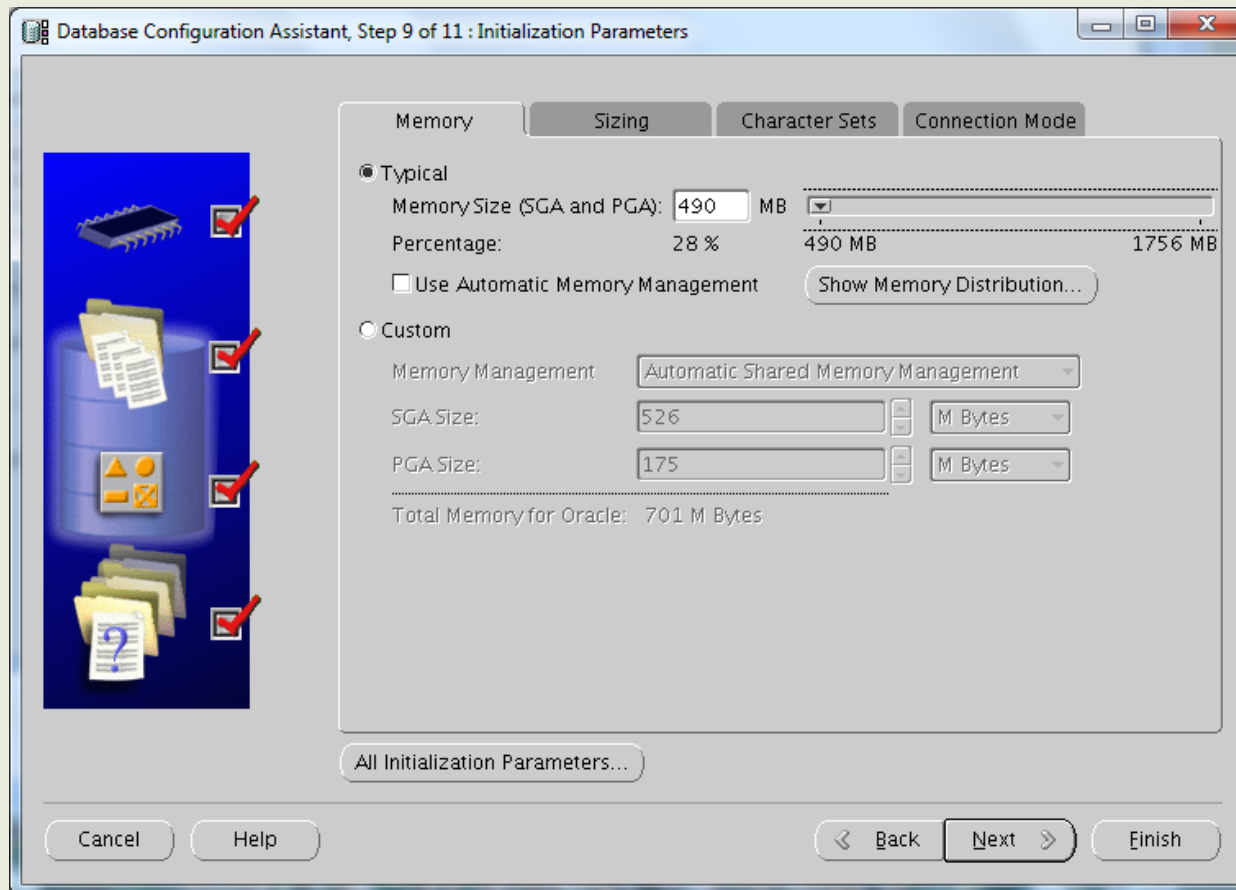 Database Configuration Assistant, Step 9 of 11 : Initialization Parameters
Memory Sizing Character Sets Connection Mode
Typical
Memory Size (SGA and PGA): 490 MB
Percentage: 28 % 490 MB 1756 MB
Use Automatic Memory Management Show Memory Distribution...
Custom
Memory Management Automatic Shared Memory Management
SGA Size: 526 M Bytes
PGA Size: 175 M Bytes
Total Memory for Oracle: 701 M Bytes
?
All Initialization Parameters...
Cancel Help Back Next Finish